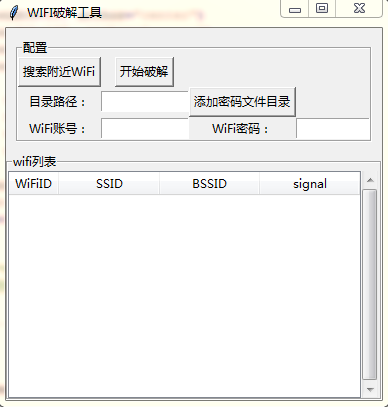 WIFI破解工具
配置
搜索附近WiFi 开始破解
目录路径： 添加密码文件目录
WiFi账号： WiFi密码：
wifi列表
WiFiID SSID BSSID signal